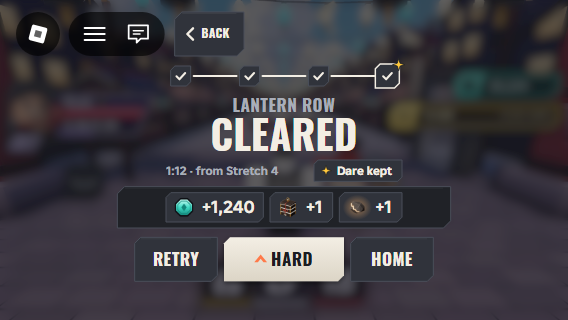 BACK
LANTERN ROW
CLEARED
1:12 · from Stretch 4
Dare kept
+1,240
+1
+1
RETRY
HARD
HOME